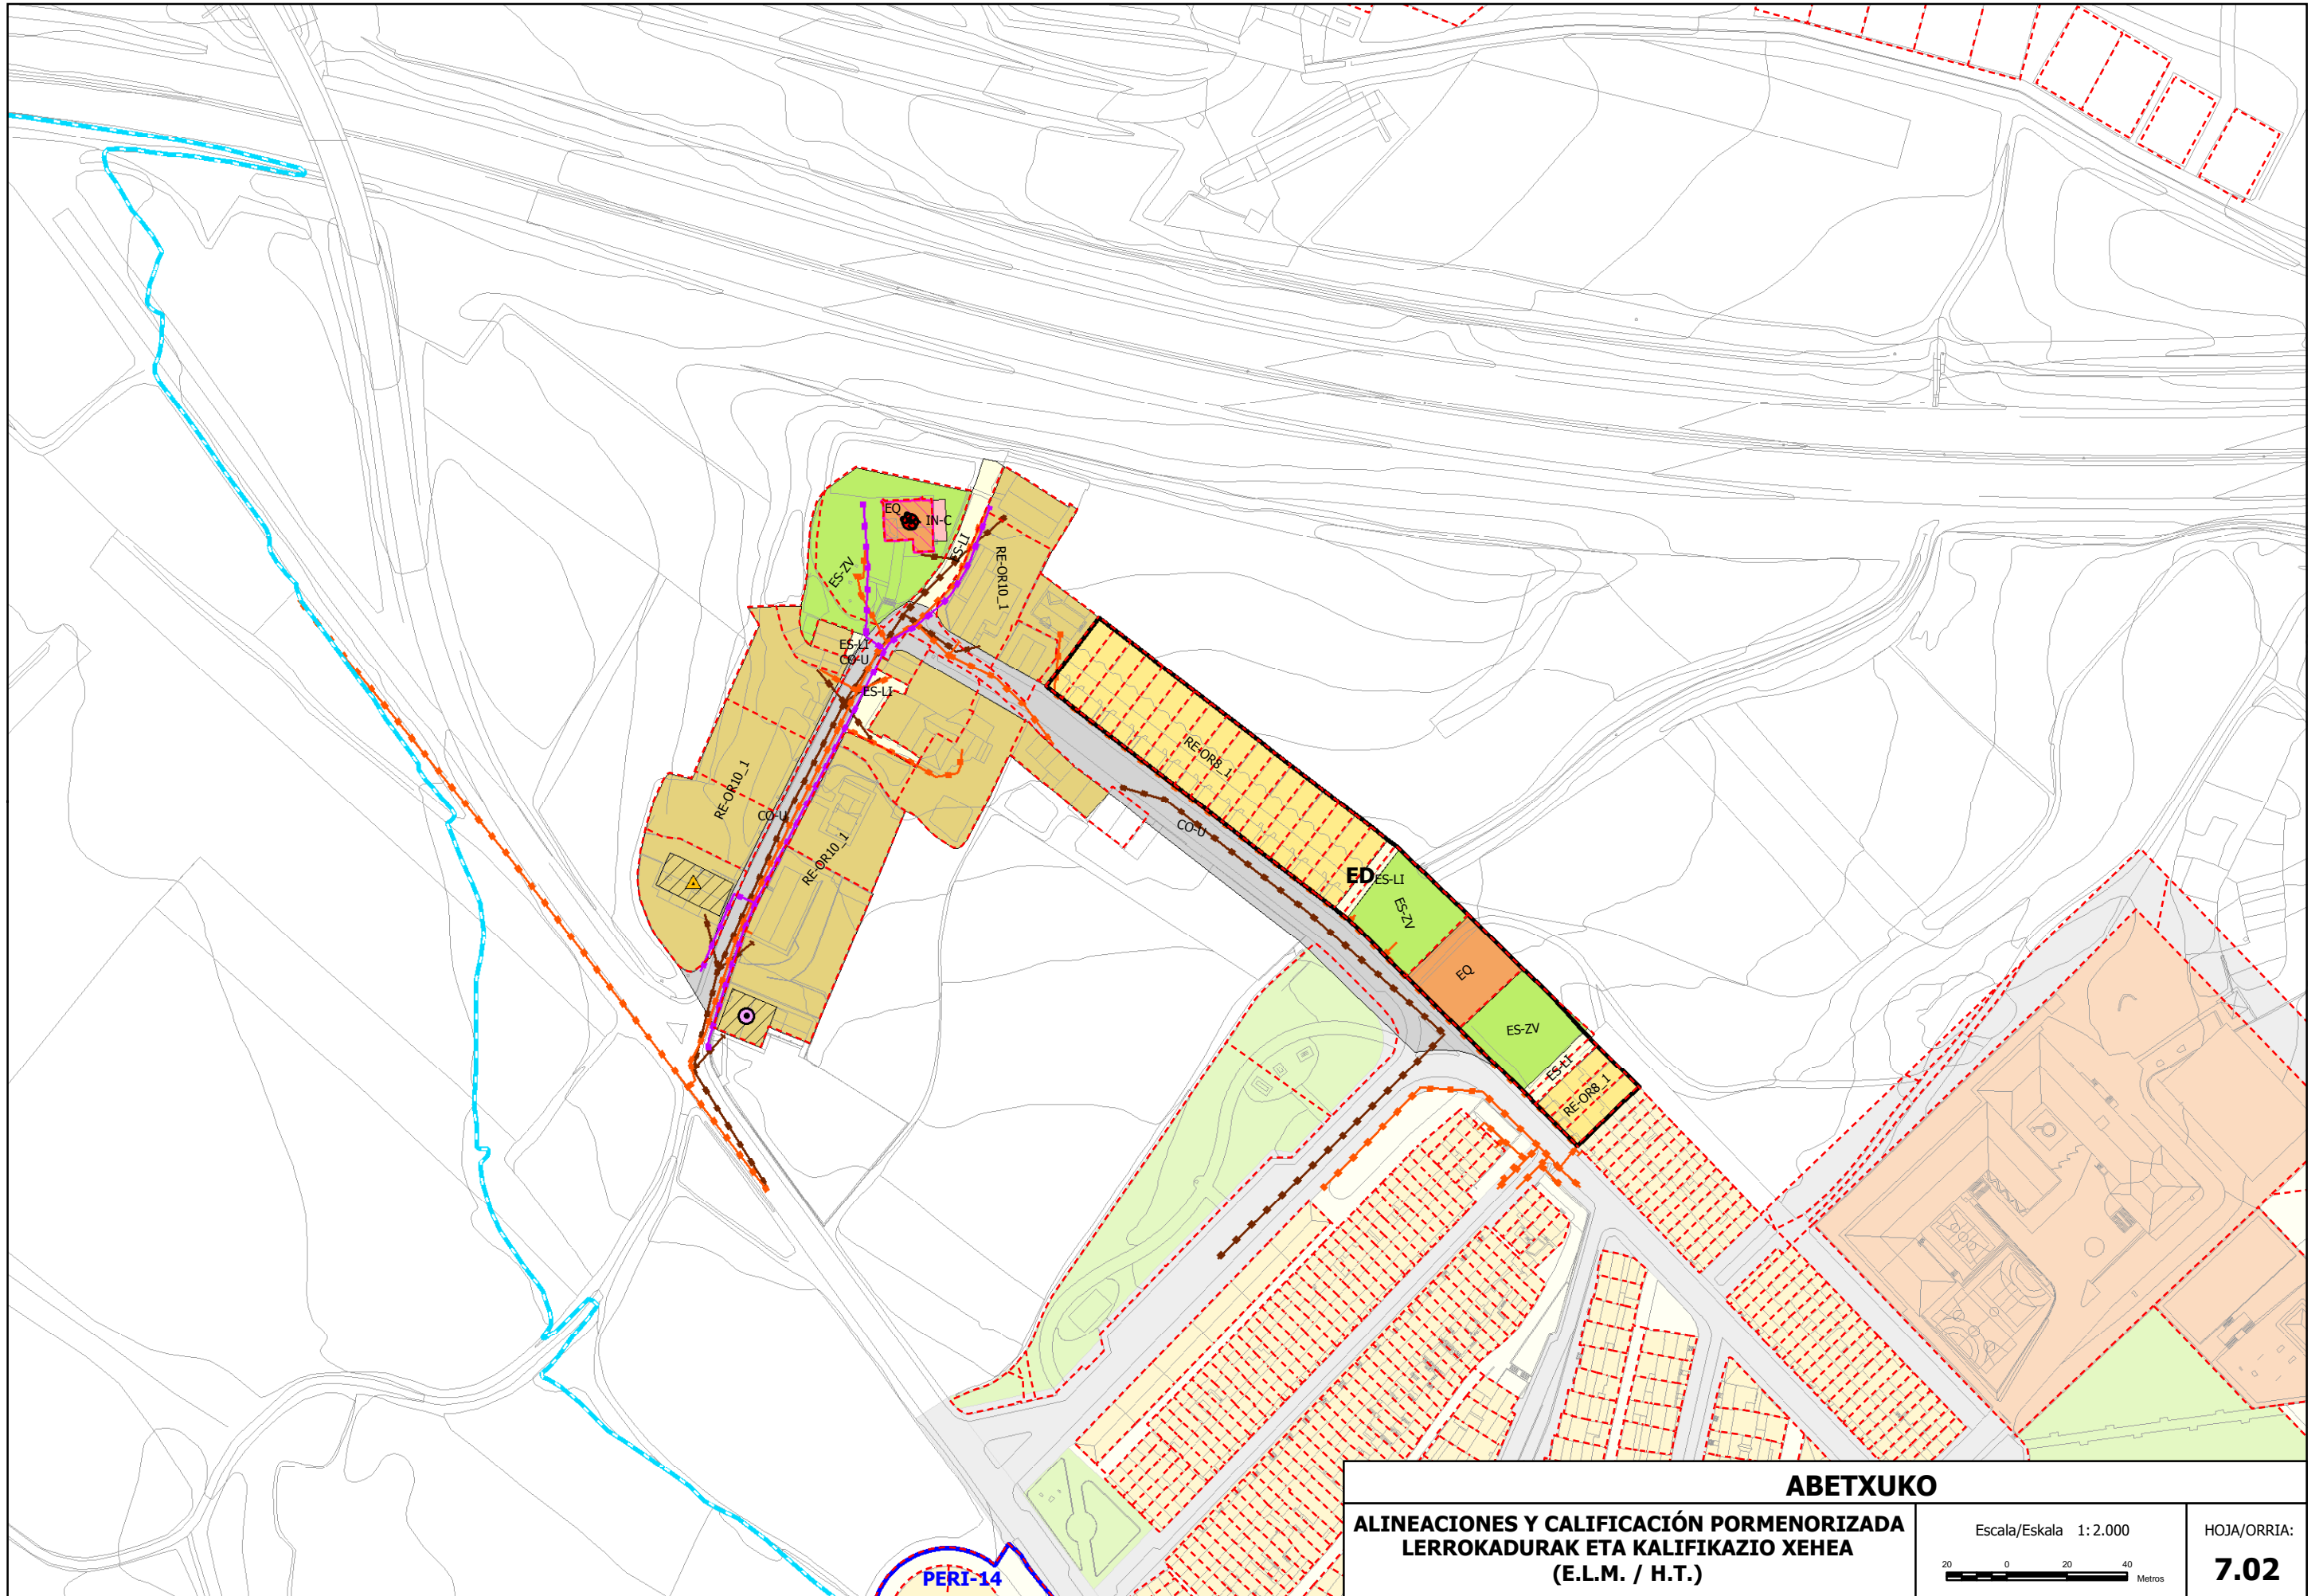 EQ
IN-C
ES-LI
RE-OR10_1
ES-ZV
ES-LI
CO-U
ES-LI
RE-OR10_1
CO-U
RE-OR10_1
RE-OR8_1
CO-U
ED
ES-LI
ES-ZV
EQ
ES-ZV
ES-LI
RE-OR8_1
PERI-14
ABETXUKO
ALINEACIONES Y CALIFICACIÓN PORMENORIZADA
LERROKADURAK ETA KALIFIKAZIO XEHEA
(E.L.M. / H.T.)
Escala/Eskala 1:2.000
20 0 20 40
Metros
HOJA/ORRIA:
7.02